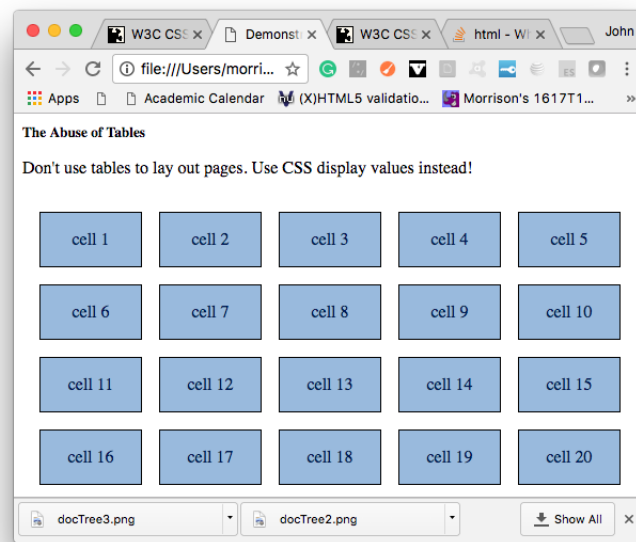 W3C CSS Demonst W3C CSS html - Wh John
file:///Users/morri... ES
Apps Academic Calendar (X)HTML5 validatio... Morrison's 1617T1... »
The Abuse of Tables
Don't use tables to lay out pages. Use CSS display values instead!
cell 1 cell 2 cell 3 cell 4 cell 5
cell 6 cell 7 cell 8 cell 9 cell 10
cell 11 cell 12 cell 13 cell 14 cell 15
cell 16 cell 17 cell 18 cell 19 cell 20
docTree3.png docTree2.png Show All